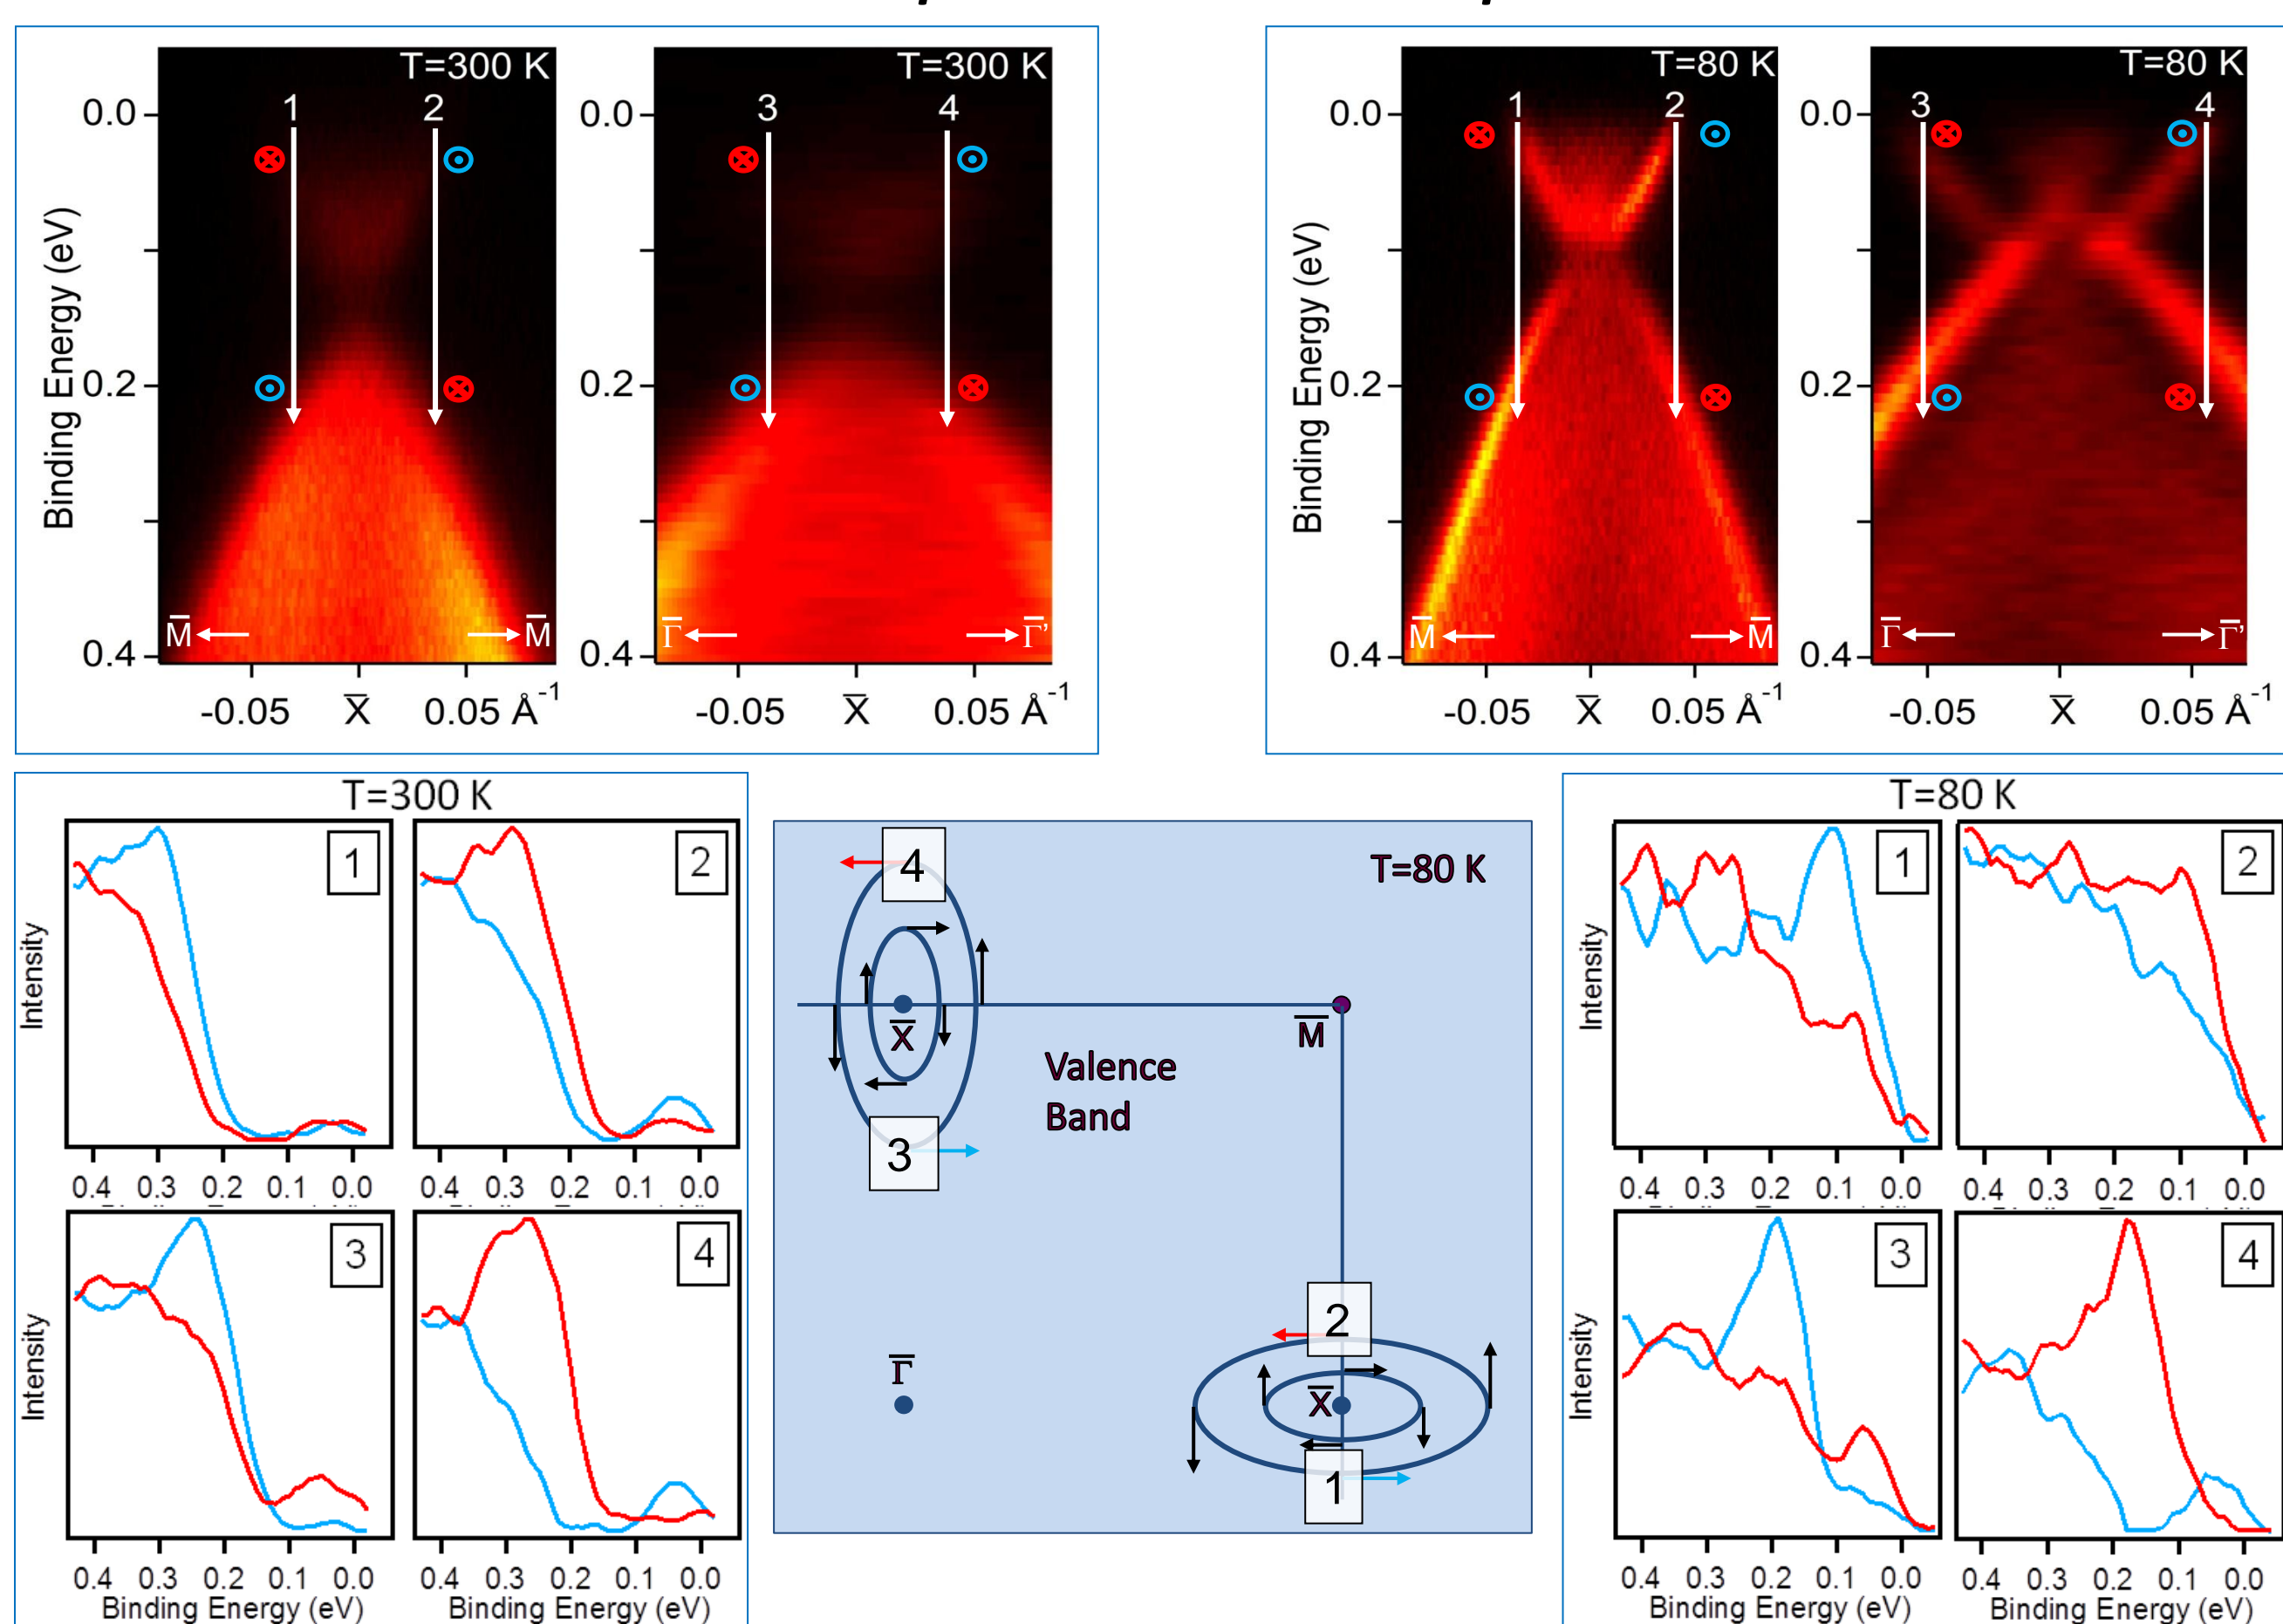 T=300 K
1 2
0.0
0.2
0.4
Binding Energy (eV)
M̅ M̅
-0.05 X̅ 0.05 Å⁻¹
T=300 K
3 4
0.0
0.2
0.4
Γ̅ Γ̅'
-0.05 X̅ 0.05 Å⁻¹
T=80 K
1 2
0.0
0.2
0.4
Binding Energy (eV)
M̅ M̅
-0.05 X̅ 0.05 Å⁻¹
T=80 K
3 4
0.0
0.2
0.4
Γ̅ Γ̅'
-0.05 X̅ 0.05 Å⁻¹
T=300 K
Intensity
1
0.4 0.3 0.2 0.1 0.0
2
0.4 0.3 0.2 0.1 0.0
Intensity
3
0.4 0.3 0.2 0.1 0.0
Binding Energy (eV)
4
0.4 0.3 0.2 0.1 0.0
Binding Energy (eV)
4
T=80 K
X̅
M̅
Valence
Band
3
2
Γ̅
X̅
1
T=80 K
Intensity
1
0.4 0.3 0.2 0.1 0.0
2
0.4 0.3 0.2 0.1 0.0
Intensity
3
0.4 0.3 0.2 0.1 0.0
Binding Energy (eV)
4
0.4 0.3 0.2 0.1 0.0
Binding Energy (eV)